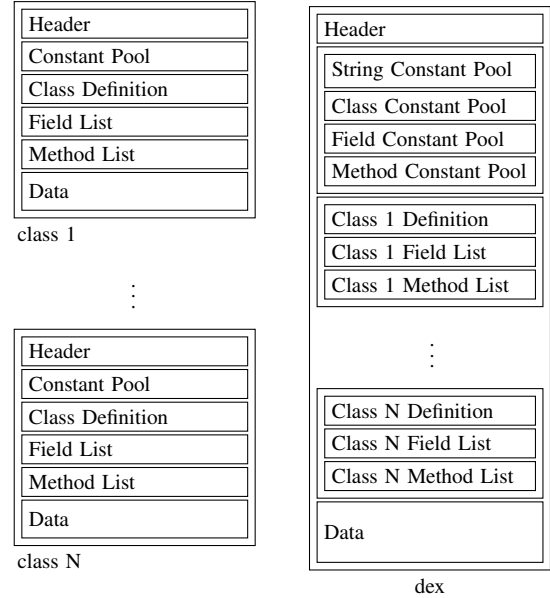 Header
Constant Pool
Class Definition
Field List
Method List
Data
class 1
⋮
Header
Constant Pool
Class Definition
Field List
Method List
Data
class N
Header
String Constant Pool
Class Constant Pool
Field Constant Pool
Method Constant Pool
Class 1 Definition
Class 1 Field List
Class 1 Method List
⋮
Class N Definition
Class N Field List
Class N Method List
Data
dex